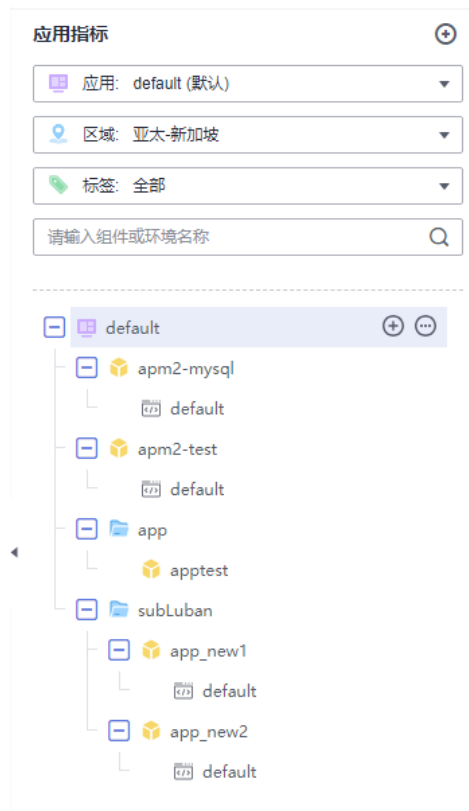 应用指标
应用: default (默认)
区域: 亚太-新加坡
标签: 全部
请输入组件或环境名称
default
apm2-mysql
default
apm2-test
default
app
apptest
subLuban
app_new1
default
app_new2
default